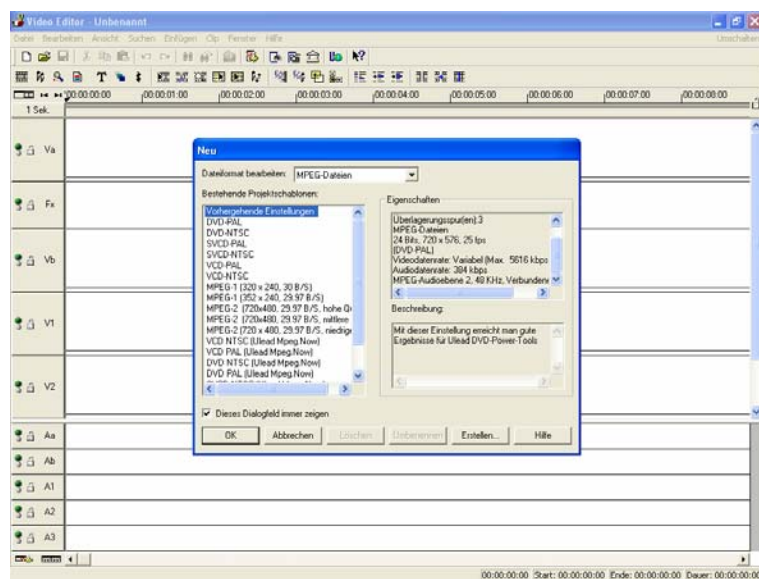 Video Editor - Unbenannt
Datei Bearbeiten Ansicht Suchen Einfügen Clip Fenster Hilfe Umschalten
00:00:00:00 00:00:01:00 00:00:02:00 00:00:03:00 00:00:04:00 00:00:05:00 00:00:06:00 00:00:07:00 00:00:08:00
1 Sek.
Va
Fx
Vb
V1
V2
Aa
Ab
A1
A2
A3
Neu
Dateiformat bearbeiten: MPEG-Dateien
Bestehende Projektschablonen:
Vorhergehende Einstellungen
DVD-PAL
DVD-NTSC
SVCD-PAL
SVCD-NTSC
VCD-PAL
VCD-NTSC
MPEG-1 (320 x 240, 30 B/S)
MPEG-1 (352 x 240, 29.97 B/S)
MPEG-2 (720x480, 29.97 B/S, hohe Qu
MPEG-2 (720x480, 29.97 B/S, mittlere
MPEG-2 (720 x 480, 29.97 B/S, niedrige
VCD NTSC (Ulead Mpeg.Now)
VCD PAL (Ulead Mpeg.Now)
DVD NTSC (Ulead Mpeg.Now)
DVD PAL (Ulead Mpeg.Now)
Eigenschaften
Überlagerungsspur(en):3
MPEG-Dateien
24 Bits, 720 x 576, 25 fps
(DVD-PAL)
Videodatenrate: Variabel (Max. 5616 kbps
Audiodatenrate: 384 kbps
MPEG-Audioebene 2, 48 KHz, Verbunden
Beschreibung:
Mit dieser Einstellung erreicht man gute
Ergebnisse für Ulead DVD-Power-Tools
Dieses Dialogfeld immer zeigen
OK Abbrechen Löschen Umbenennen Erstellen... Hilfe
00:00:00:00 Start: 00:00:00:00 Ende: 00:00:00:00 Dauer: 00:00:00:00